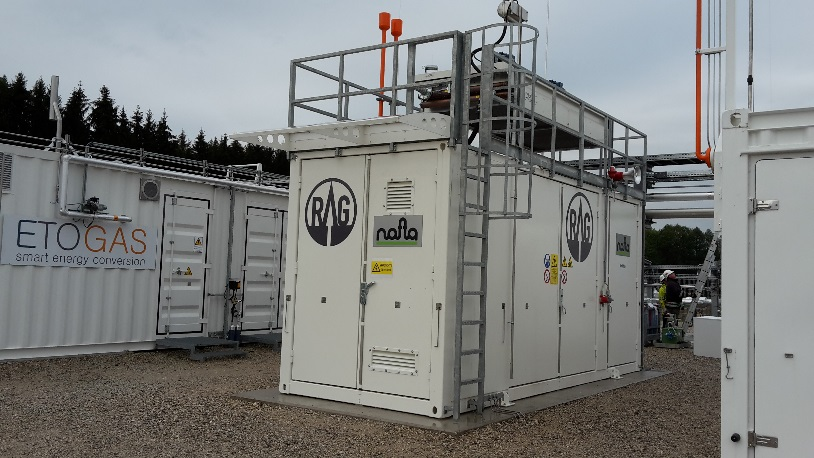 ETOGAS
smart energy conversion
RAG
nafta
RAG
nafta